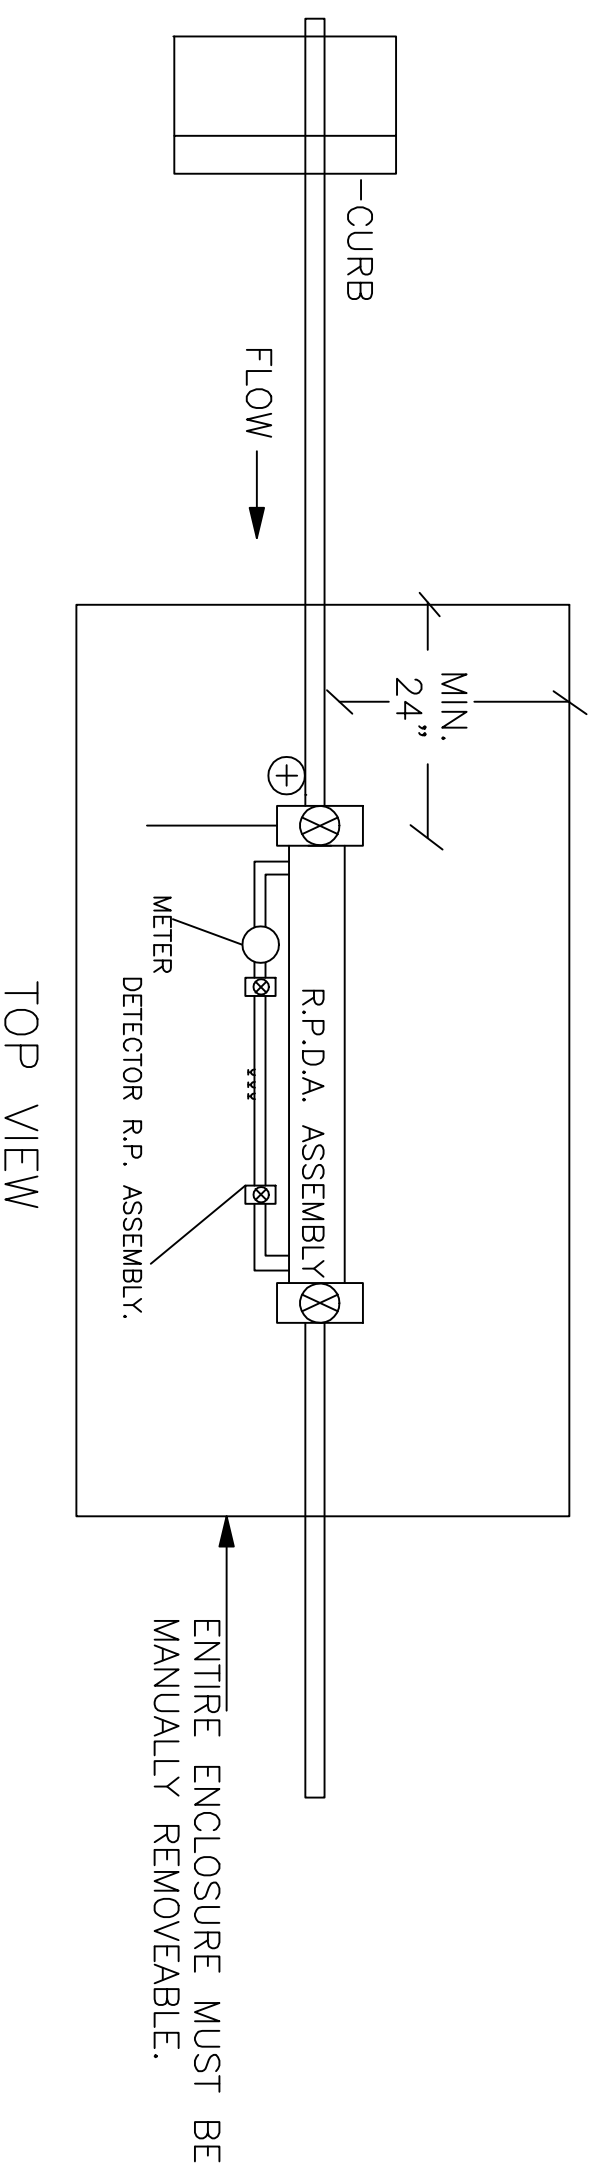 -CURB
FLOW
MIN.
24"
R.P.D.A. ASSEMBLY
METER
DETECTOR R.P. ASSEMBLY.
ENTIRE ENCLOSURE MUST BE
MANUALLY REMOVEABLE.
TOP VIEW